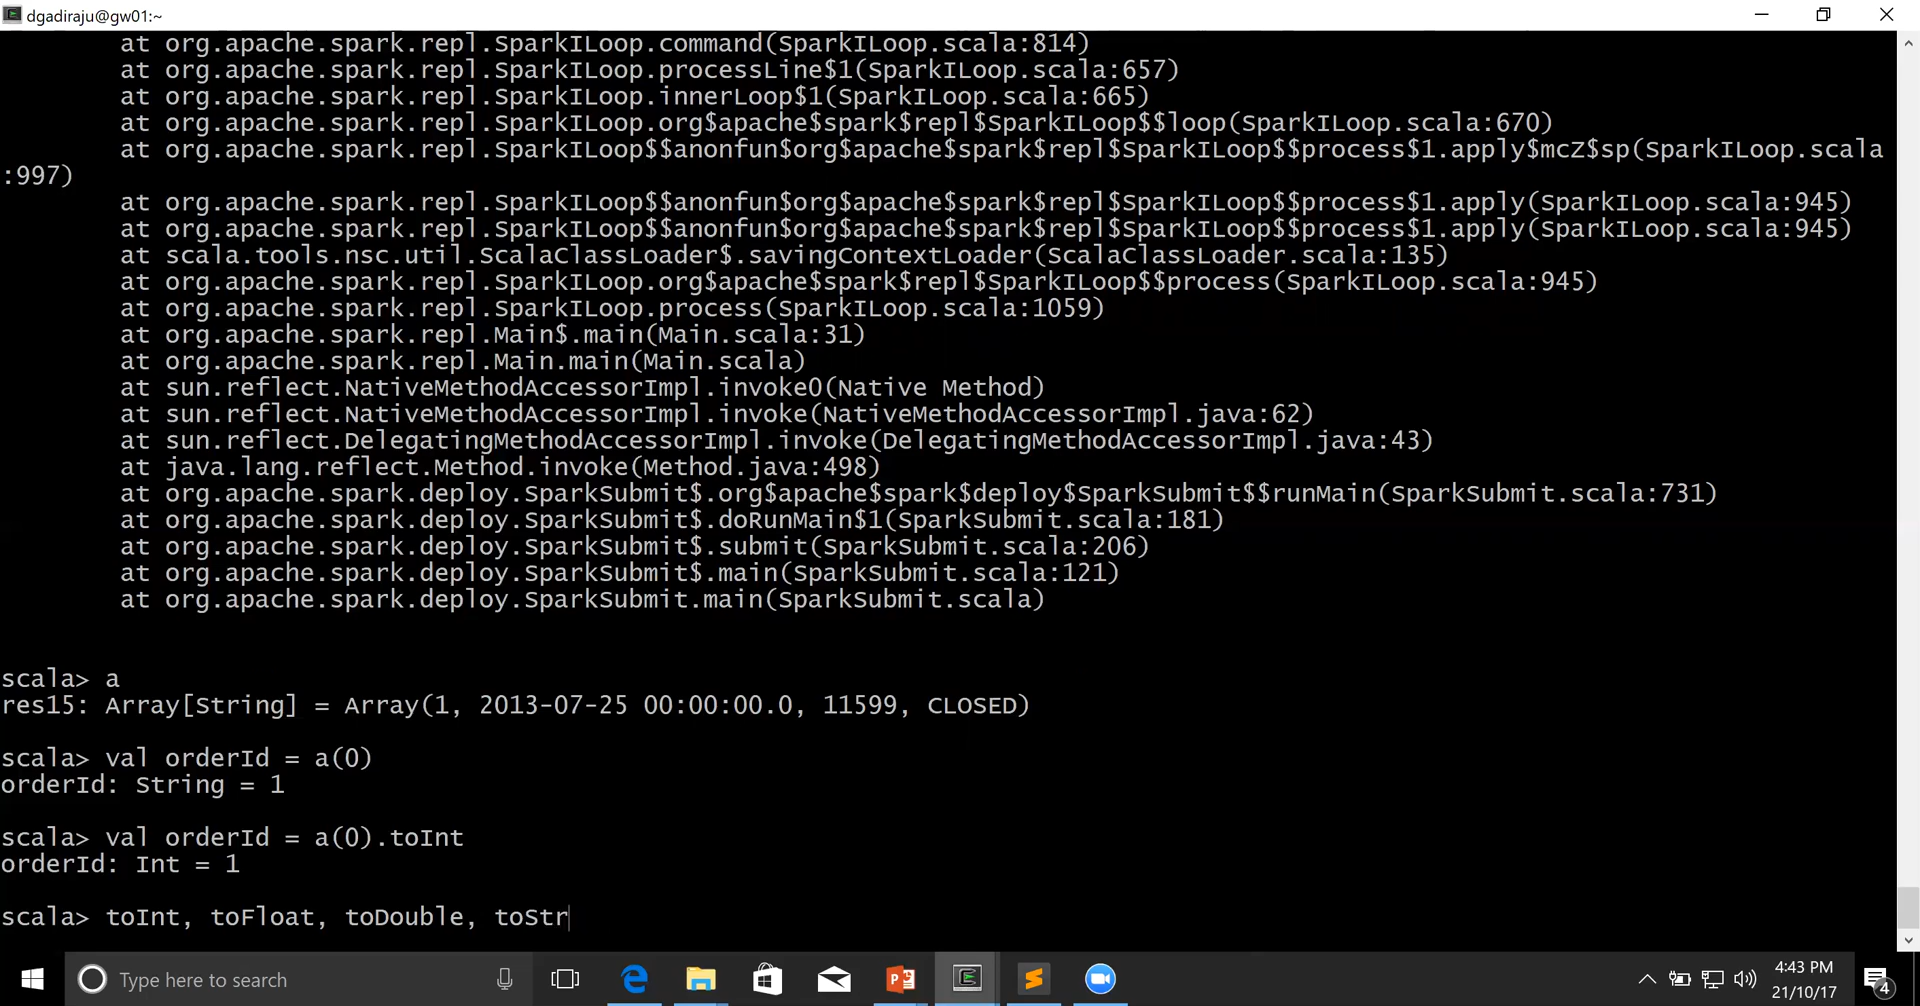 dgadiraju@gw01:~
at org.apache.spark.repl.SparkILoop.command(SparkILoop.scala:814)
at org.apache.spark.repl.SparkILoop.processLine$1(SparkILoop.scala:657)
at org.apache.spark.repl.SparkILoop.innerLoop$1(SparkILoop.scala:665)
at org.apache.spark.repl.SparkILoop.org$apache$spark$repl$SparkILoop$$loop(SparkILoop.scala:670)
at org.apache.spark.repl.SparkILoop$$anonfun$org$apache$spark$repl$SparkILoop$$process$1.apply$mcZ$sp(SparkILoop.scala
:997)
at org.apache.spark.repl.SparkILoop$$anonfun$org$apache$spark$repl$SparkILoop$$process$1.apply(SparkILoop.scala:945)
at org.apache.spark.repl.SparkILoop$$anonfun$org$apache$spark$repl$SparkILoop$$process$1.apply(SparkILoop.scala:945)
at scala.tools.nsc.util.ScalaClassLoader$.savingContextLoader(ScalaClassLoader.scala:135)
at org.apache.spark.repl.SparkILoop.org$apache$spark$repl$SparkILoop$$process(SparkILoop.scala:945)
at org.apache.spark.repl.SparkILoop.process(SparkILoop.scala:1059)
at org.apache.spark.repl.Main$.main(Main.scala:31)
at org.apache.spark.repl.Main.main(Main.scala)
at sun.reflect.NativeMethodAccessorImpl.invoke0(Native Method)
at sun.reflect.NativeMethodAccessorImpl.invoke(NativeMethodAccessorImpl.java:62)
at sun.reflect.DelegatingMethodAccessorImpl.invoke(DelegatingMethodAccessorImpl.java:43)
at java.lang.reflect.Method.invoke(Method.java:498)
at org.apache.spark.deploy.SparkSubmit$.org$apache$spark$deploy$SparkSubmit$$runMain(SparkSubmit.scala:731)
at org.apache.spark.deploy.SparkSubmit$.doRunMain$1(SparkSubmit.scala:181)
at org.apache.spark.deploy.SparkSubmit$.submit(SparkSubmit.scala:206)
at org.apache.spark.deploy.SparkSubmit$.main(SparkSubmit.scala:121)
at org.apache.spark.deploy.SparkSubmit.main(SparkSubmit.scala)
scala> a
res15: Array[String] = Array(1, 2013-07-25 00:00:00.0, 11599, CLOSED)
scala> val orderId = a(0)
orderId: String = 1
scala> val orderId = a(0).toInt
orderId: Int = 1
scala> toInt, toFloat, toDouble, toStr
Type here to search
4:43 PM
21/10/17
4